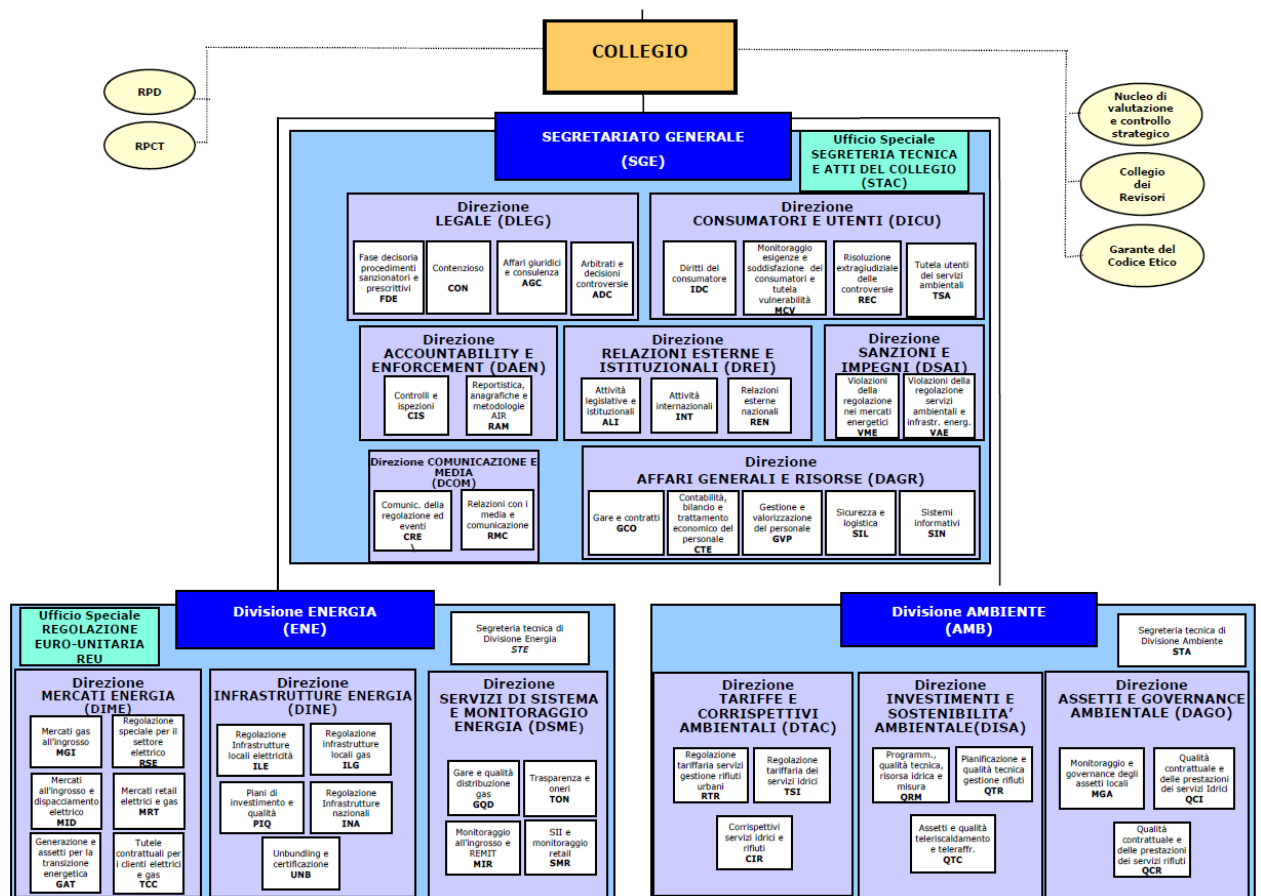 COLLEGIO
RPD
RPCT
Nucleo di
valutazione
e controllo
strategico
Collegio
dei
Revisori
Garante del
Codice Etico
SEGRETARIATO GENERALE
(SGE)
Ufficio Speciale
SEGRETERIA TECNICA
E ATTI DEL COLLEGIO
(STAC)
Direzione
LEGALE (DLEG)
Fase decisoria
procedimenti
sanzionatori e
prescrittivi
FDE
Contenzioso
CON
Affari giuridici
e consulenza
AGC
Arbitrati e
decisioni
controversie
ADC
Direzione
CONSUMATORI E UTENTI (DICU)
Diritti del
consumatore
IDC
Monitoraggio
esigenze e
soddisfazione dei
consumatori e
tutela
vulnerabilità
MCV
Risoluzione
extragiudiziale
delle
controversie
REC
Tutela utenti
dei servizi
ambientali
TSA
Direzione
ACCOUNTABILITY E
ENFORCEMENT (DAEN)
Controlli e
ispezioni
CIS
Reportistica,
anagrafiche e
metodologie
AIR
RAM
Direzione
RELAZIONI ESTERNE E
ISTITUZIONALI (DREI)
Attività
legislative e
istituzionali
ALI
Attività
internazionali
INT
Relazioni
esterne
nazionali
REN
Direzione
SANZIONI E
IMPEGNI (DSAI)
Violazioni
della
regolazione
nei mercati
energetici
VME
Violazioni della
regolazione
servizi
ambientali e
infrastr. energ.
VAE
Direzione COMUNICAZIONE E
MEDIA
(DCOM)
Comunic. della
regolazione ed
eventi
CRE
\
Relazioni con i
media e
comunicazione
RMC
Direzione
AFFARI GENERALI E RISORSE (DAGR)
Gare e contratti
GCO
Contabilità,
bilancio e
trattamento
economico del
personale
CTE
Gestione e
valorizzazione
del personale
GVP
Sicurezza e
logistica
SIL
Sistemi
informativi
SIN
Divisione ENERGIA
(ENE)
Ufficio Speciale
REGOLAZIONE
EURO-UNITARIA
REU
Segreteria tecnica di
Divisione Energia
STE
Direzione
MERCATI ENERGIA
(DIME)
Mercati gas
all'ingrosso
MGI
Regolazione
speciale per il
settore
elettrico
RSE
Mercati
all'ingrosso e
dispacciamento
elettrico
MID
Mercati retail
elettrici e gas
MRT
Generazione e
assetti per la
transizione
energetica
GAT
Tutele
contrattuali per
i clienti elettrici
e gas
TCC
Direzione
INFRASTRUTTURE ENERGIA
(DINE)
Regolazione
Infrastrutture
locali elettricità
ILE
Regolazione
infrastrutture
locali gas
ILG
Piani di
investimento e
qualità
PIQ
Regolazione
Infrastrutture
nazionali
INA
Unbundling e
certificazione
UNB
Direzione
SERVIZI DI SISTEMA
E MONITORAGGIO
ENERGIA (DSME)
Gare e qualità
distribuzione
gas
GQD
Trasparenza e
oneri
TON
Monitoraggio
all'ingrosso e
REMIT
MIR
SII e
monitoraggio
retail
SMR
Divisione AMBIENTE
(AMB)
Segreteria tecnica di
Divisione Ambiente
STA
Direzione
TARIFFE E
CORRISPETTIVI
AMBIENTALI (DTAC)
Regolazione
tariffaria servizi
gestione rifiuti
urbani
RTR
Regolazione
tariffaria dei
servizi idrici
TSI
Corrispettivi
servizi idrici e
rifiuti
CIR
Direzione
INVESTIMENTI E
SOSTENIBILITA'
AMBIENTALE(DISA)
Programm.,
qualità tecnica,
risorsa idrica e
misura
QRM
Pianificazione e
qualità tecnica
gestione rifiuti
QTR
Assetti e qualità
teleriscaldamento
e teleraffr.
QTC
Direzione
ASSETTI E GOVERNANCE
AMBIENTALE (DAGO)
Monitoraggio e
governance degli
assetti locali
MGA
Qualità
contrattuale e
delle prestazioni
dei servizi Idrici
QCI
Qualità
contrattuale e
delle prestazioni
dei servizi rifiuti
QCR